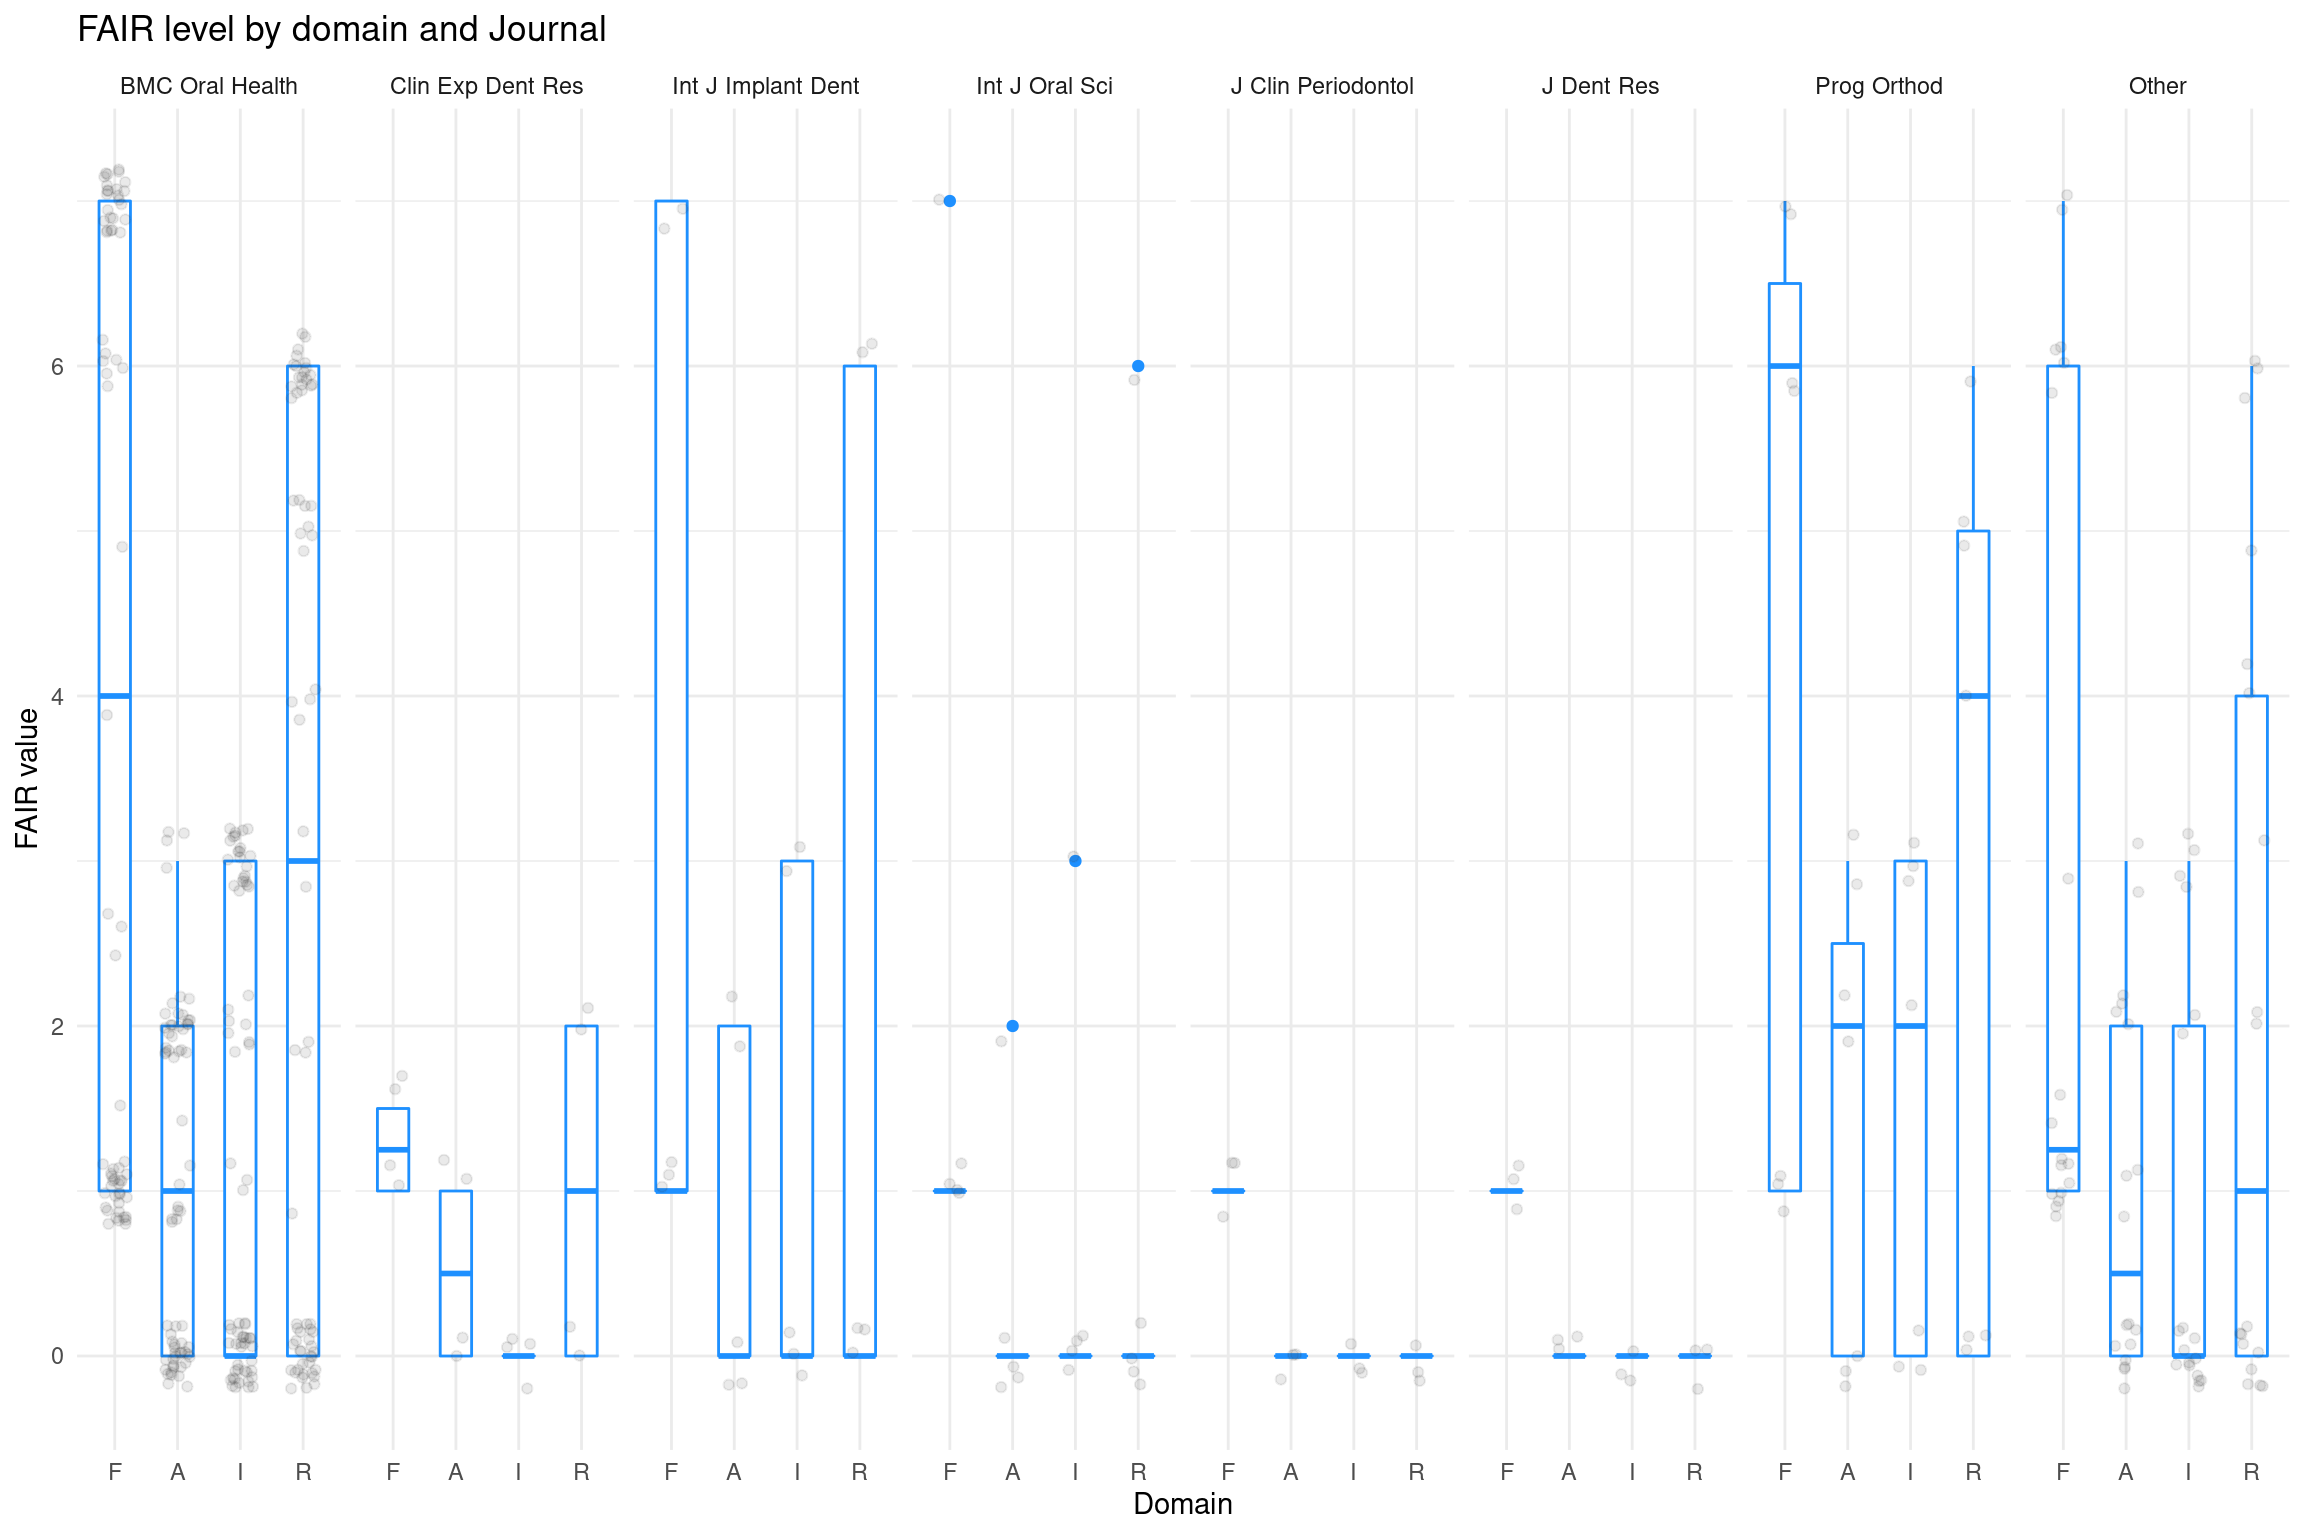 FAIR level by domain and Journal
BMC Oral Health Clin Exp Dent Res Int J Implant Dent Int J Oral Sci J Clin Periodontol J Dent Res Prog Orthod Other
FAIR value
6
4
2
0
F A I R F A I R F A I R F A I R F A I R F A I R F A I R F A I R
Domain